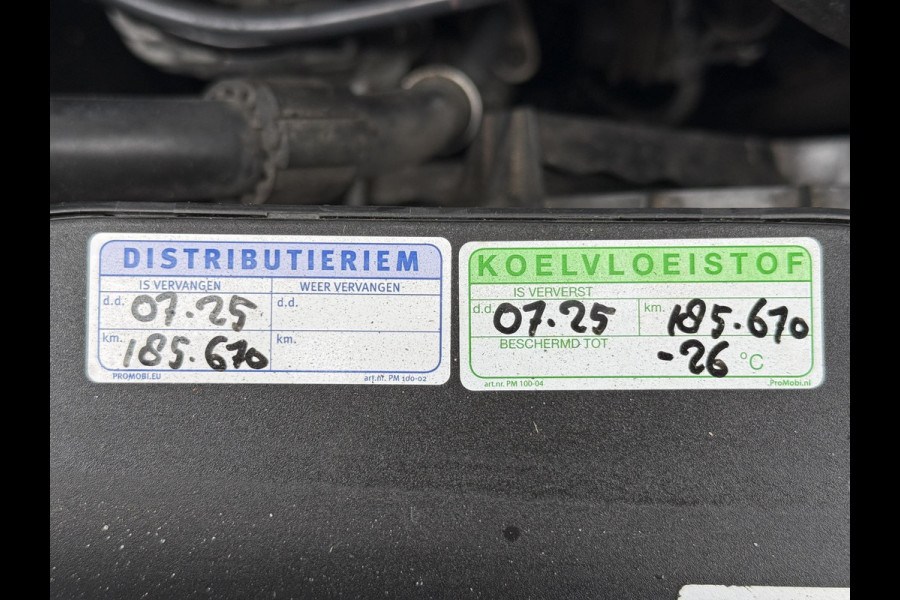 DISTRIBUTIERIEM
IS VERVANGEN WEER VERVANGEN
d.d. 07.25 d.d.
km. 185.670 km.
PROMOBI.EU art.nr. PM 100-02
KOELVLOEISTOF
IS VERVERST
d.d. 07.25 km. 185.670
BESCHERMD TOT -26 °C
art.nr. PM 100-04 ProMobi.nl